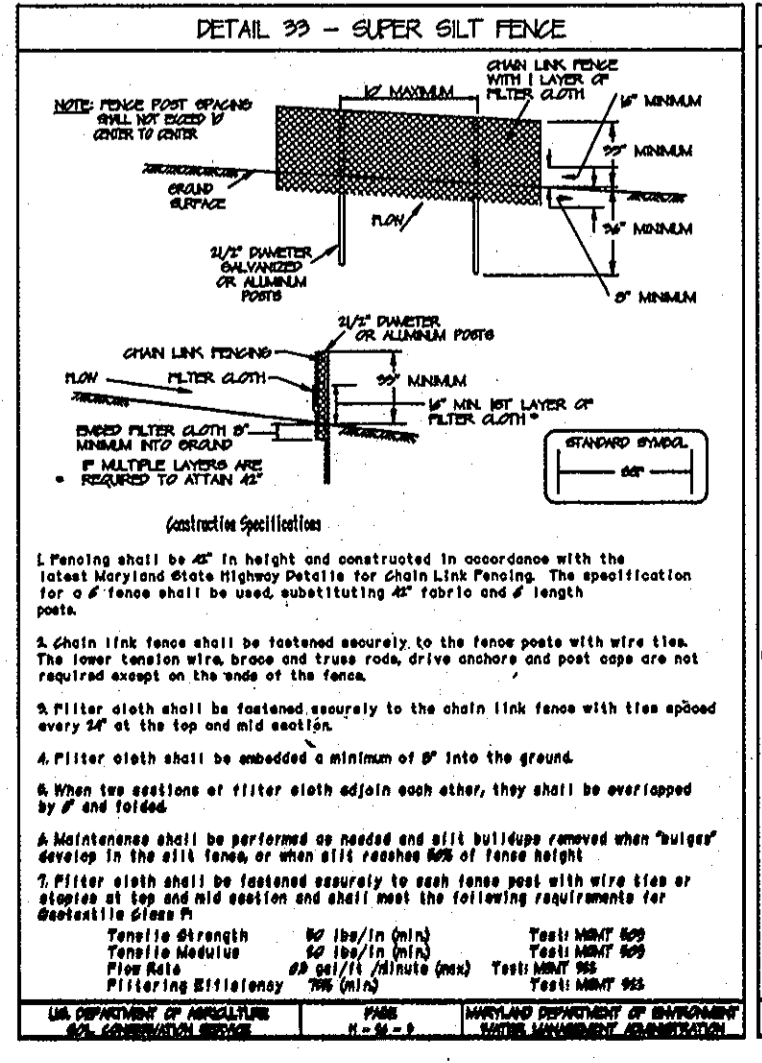 DETAIL 33 - SUPER SILT FENCE
CHAIN LINK FENCE
WITH 1 LAYER OF
FILTER CLOTH
10' MAXIMUM
NOTE: FENCE POST SPACING
SHALL NOT EXCEED 10'
CENTER TO CENTER
16" MINIMUM
33" MINIMUM
GROUND
SURFACE
FLOW
36" MINIMUM
21/2" DIAMETER
GALVANIZED
OR ALUMINUM
POSTS
8" MINIMUM
21/2" DIAMETER
OR ALUMINUM POSTS
CHAIN LINK FENCING
FLOW
FILTER CLOTH
33" MINIMUM
16" MIN. 1ST LAYER OF
FILTER CLOTH *
EMBED FILTER CLOTH 8"
MINIMUM INTO GROUND
STANDARD SYMBOL
SSF
IF MULTIPLE LAYERS ARE
* REQUIRED TO ATTAIN 42"
Construction Specifications
1. Fencing shall be 42" in height and constructed in accordance with the
latest Maryland State Highway Details for Chain Link Fencing. The specification
for a 6' fence shall be used, substituting 42" fabric and 6' length
posts.
2. Chain link fence shall be fastened securely to the fence posts with wire ties.
The lower tension wire, brace and truss rods, drive anchors and post caps are not
required except on the ends of the fence.
3. Filter cloth shall be fastened securely to the chain link fence with ties spaced
every 24" at the top and mid section.
4. Filter cloth shall be embedded a minimum of 8" into the ground.
5. When two sections of filter cloth adjoin each other, they shall be overlapped
by 6" and folded.
6. Maintenance shall be performed as needed and silt buildups removed when "bulges"
develop in the silt fence, or when silt reaches 50% of fence height
7. Filter cloth shall be fastened securely to each fence post with wire ties or
staples at top and mid section and shall meet the following requirements for
Geotextile Class F:
Tensile Strength 50 lbs/in (min.) Test: MSMT 509
Tensile Modulus 20 lbs/in (min.) Test: MSMT 509
Flow Rate 0.3 gal/ft /minute (max) Test: MSMT 322
Filtering Efficiency 75% (min.) Test: MSMT 322
U.S. DEPARTMENT OF AGRICULTURE
SOIL CONSERVATION SERVICE
PAGE
MARYLAND DEPARTMENT OF ENVIRONMENT
WATER MANAGEMENT ADMINISTRATION